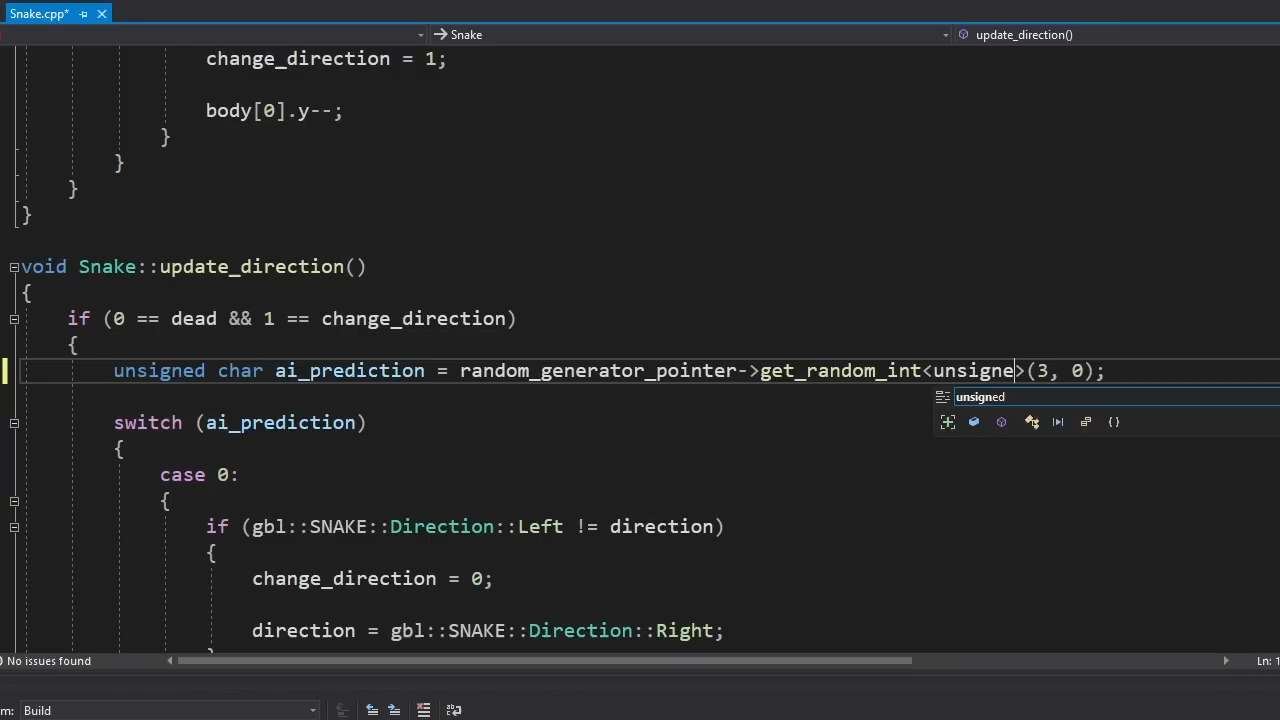 Snake.cpp*
Snake update_direction()
change_direction = 1;
body[0].y--;
}
}
}
}
void Snake::update_direction()
{
if (0 == dead && 1 == change_direction)
{
unsigned char ai_prediction = random_generator_pointer->get_random_int<unsigne>(3, 0);
unsigned
switch (ai_prediction)
{
case 0:
{
if (gbl::SNAKE::Direction::Left != direction)
{
change_direction = 0;
direction = gbl::SNAKE::Direction::Right;
}
No issues found Ln: 1
m: Build